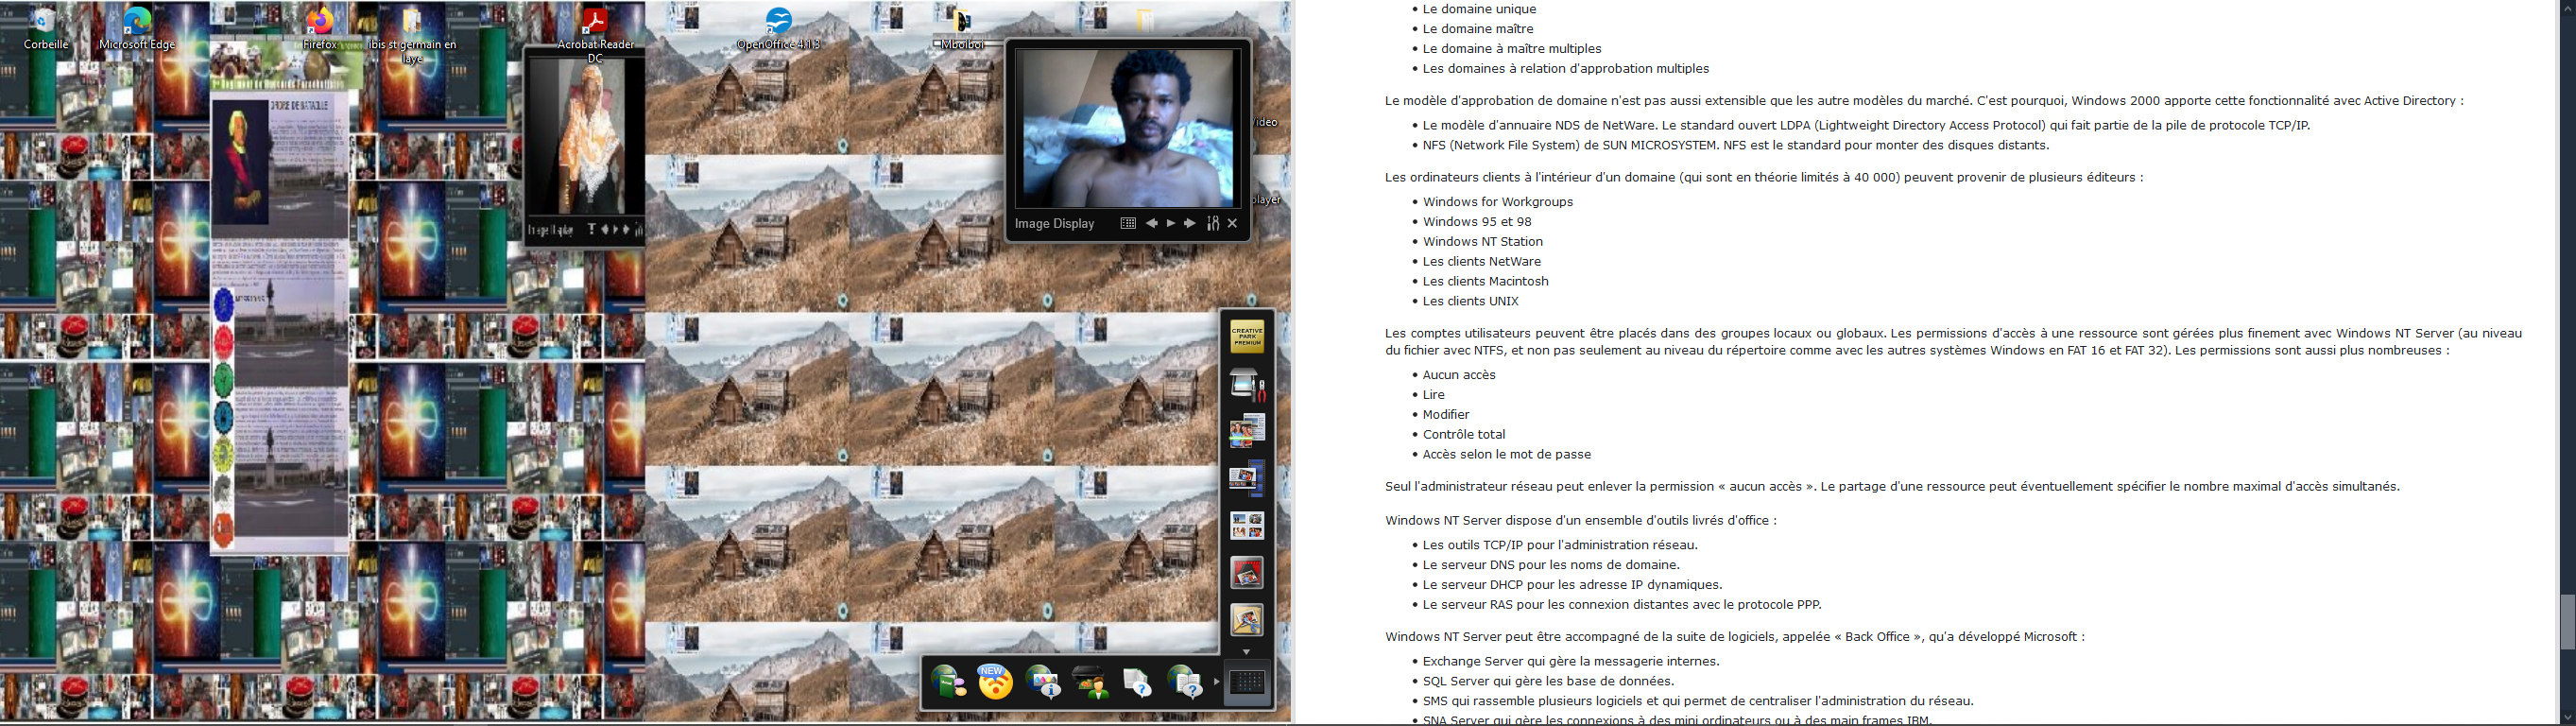 Corbeille
Microsoft Edge
Firefox
ibis st germain en
laye
Acrobat Reader
DC
OpenOffice 4.1.3
Mboiboi
ORDRE DE BATAILLE
MISSIONS
Video
player
Image Display
CREATIVE
PARK
PREMIUM
NEW
• Le domaine unique
• Le domaine maître
• Le domaine à maître multiples
• Les domaines à relation d'approbation multiples
Le modèle d'approbation de domaine n'est pas aussi extensible que les autre modèles du marché. C'est pourquoi, Windows 2000 apporte cette fonctionnalité avec Active Directory :
• Le modèle d'annuaire NDS de NetWare. Le standard ouvert LDPA (Lightweight Directory Access Protocol) qui fait partie de la pile de protocole TCP/IP.
• NFS (Network File System) de SUN MICROSYSTEM. NFS est le standard pour monter des disques distants.
Les ordinateurs clients à l'intérieur d'un domaine (qui sont en théorie limités à 40 000) peuvent provenir de plusieurs éditeurs :
• Windows for Workgroups
• Windows 95 et 98
• Windows NT Station
• Les clients NetWare
• Les clients Macintosh
• Les clients UNIX
Les comptes utilisateurs peuvent être placés dans des groupes locaux ou globaux. Les permissions d'accès à une ressource sont gérées plus finement avec Windows NT Server (au niveau
du fichier avec NTFS, et non pas seulement au niveau du répertoire comme avec les autres systèmes Windows en FAT 16 et FAT 32). Les permissions sont aussi plus nombreuses :
• Aucun accès
• Lire
• Modifier
• Contrôle total
• Accès selon le mot de passe
Seul l'administrateur réseau peut enlever la permission « aucun accès ». Le partage d'une ressource peut éventuellement spécifier le nombre maximal d'accès simultanés.
Windows NT Server dispose d'un ensemble d'outils livrés d'office :
• Les outils TCP/IP pour l'administration réseau.
• Le serveur DNS pour les noms de domaine.
• Le serveur DHCP pour les adresse IP dynamiques.
• Le serveur RAS pour les connexion distantes avec le protocole PPP.
Windows NT Server peut être accompagné de la suite de logiciels, appelée « Back Office », qu'a développé Microsoft :
• Exchange Server qui gère la messagerie internes.
• SQL Server qui gère les base de données.
• SMS qui rassemble plusieurs logiciels et qui permet de centraliser l'administration du réseau.
• SNA Server qui gère les connexions à des mini ordinateurs ou à des main frames IBM.